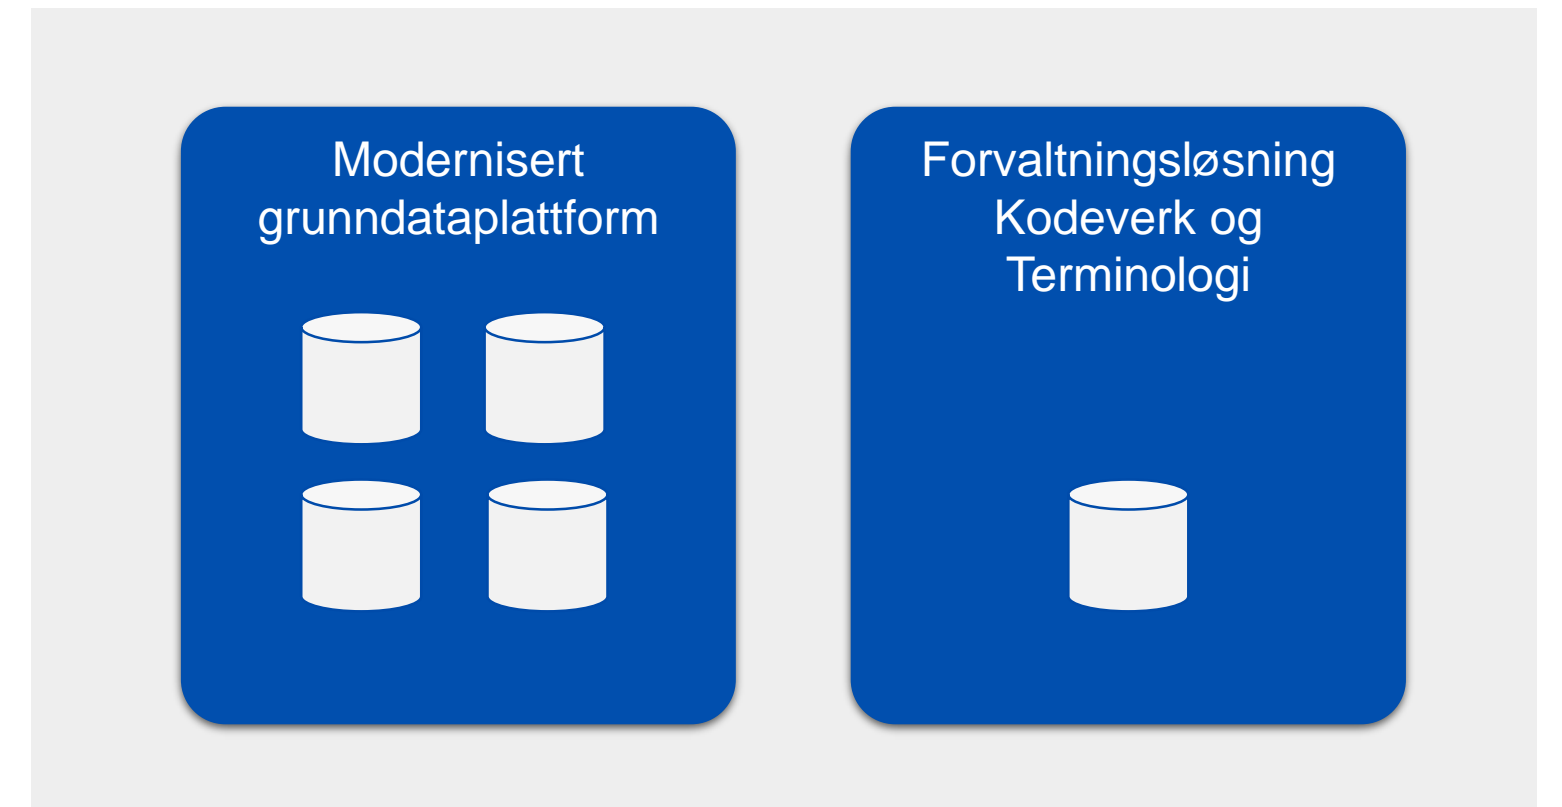 Modernisert
grunndataplattform
Forvaltningsløsning
Kodeverk og
Terminologi